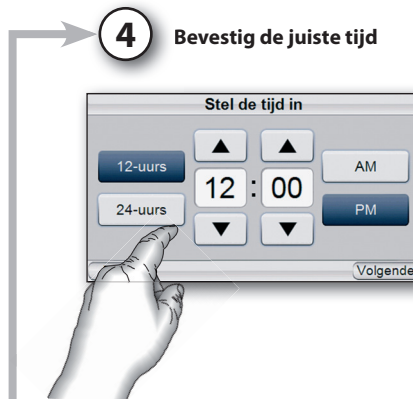 4 Bevestig de juiste tijd
Stel de tijd in
12-uurs
24-uurs
12 : 00
AM
PM
Volgende